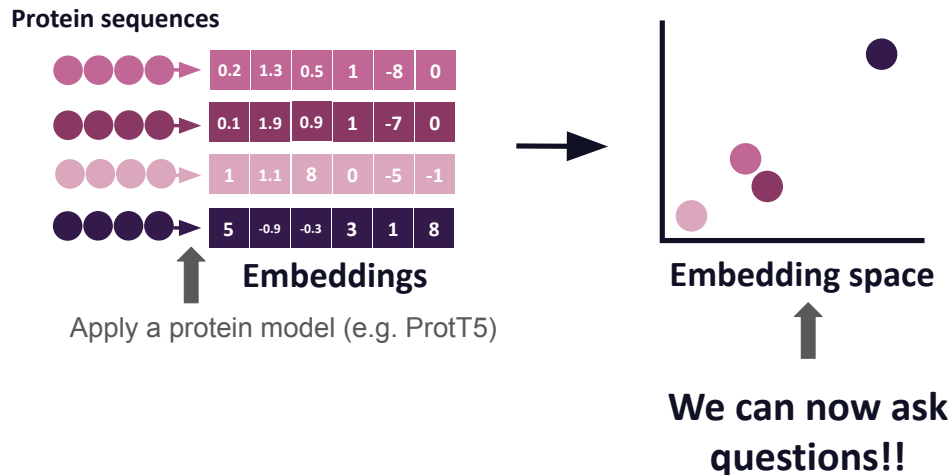 Protein sequences
0.2 1.3 0.5 1 -8 0
0.1 1.9 0.9 1 -7 0
1 1.1 8 0 -5 -1
5 -0.9 -0.3 3 1 8
Embeddings
Apply a protein model (e.g. ProtT5)
Embedding space
We can now ask
questions!!